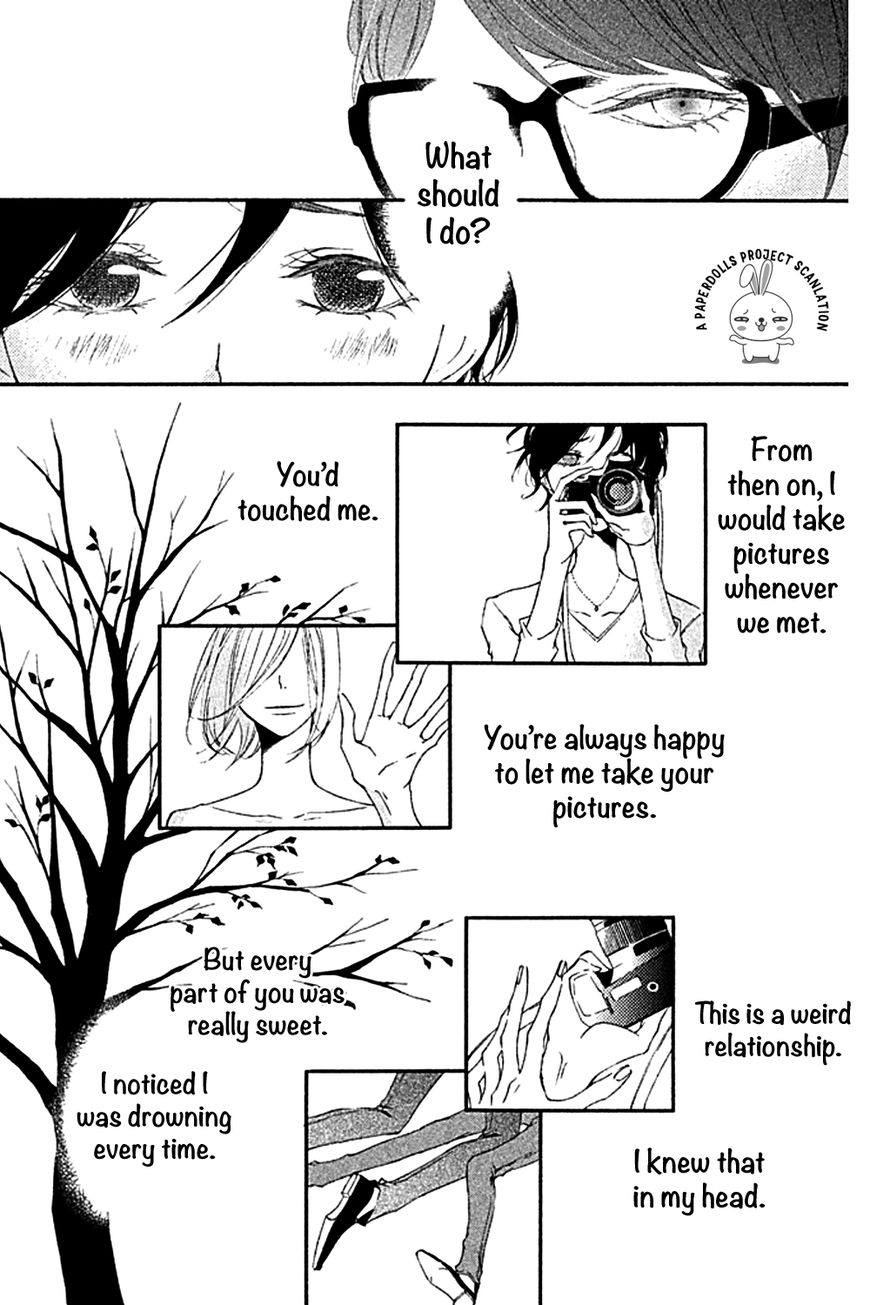 What
should
I do?
A PAPERDOLLS PROJECT SCANLATION
From
then on, I
would take
pictures
whenever
we met.
You'd
touched me.
You're always happy
to let me take your
pictures.
This is a weird
relationship.
But every
part of you was
really sweet.
I knew that
in my head.
I noticed I
was drowning
every time.